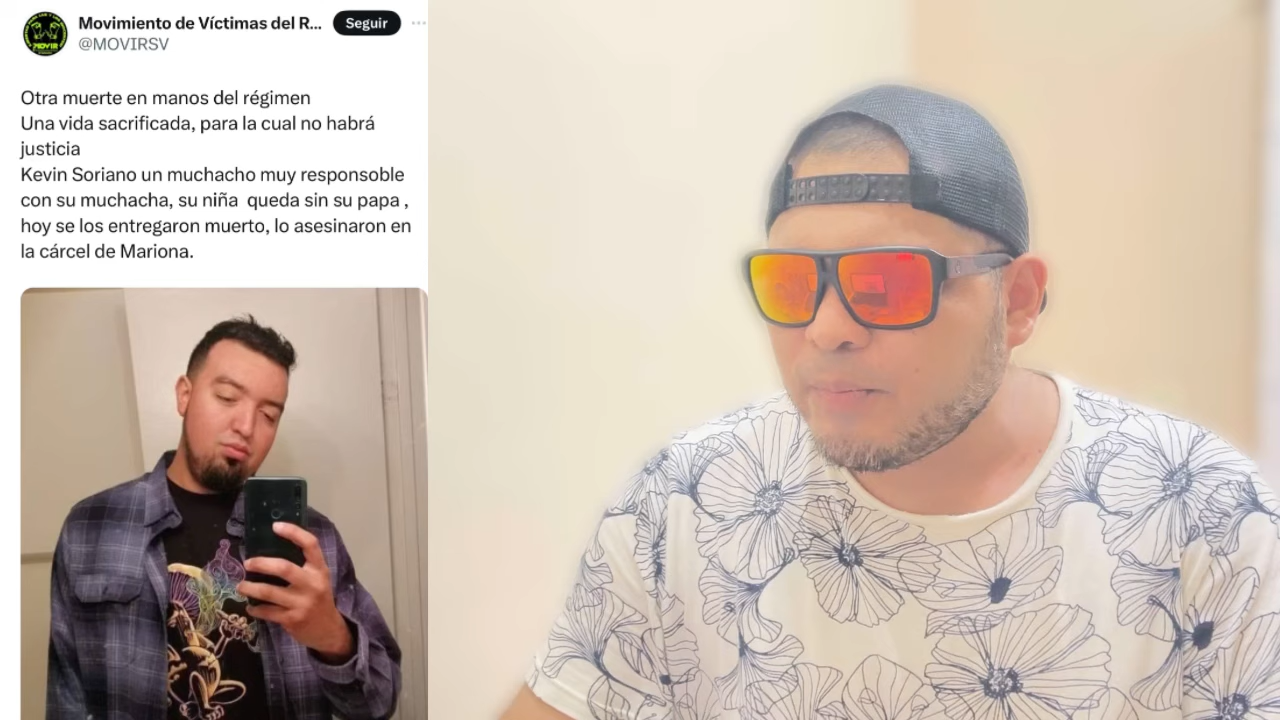 Movimiento de Víctimas del R...
Seguir
@MOVIRSV
Otra muerte en manos del régimen
Una vida sacrificada, para la cual no habrá
justicia
Kevin Soriano un muchacho muy responsoble
con su muchacha, su niña queda sin su papa ,
hoy se los entregaron muerto, lo asesinaron en
la cárcel de Mariona.